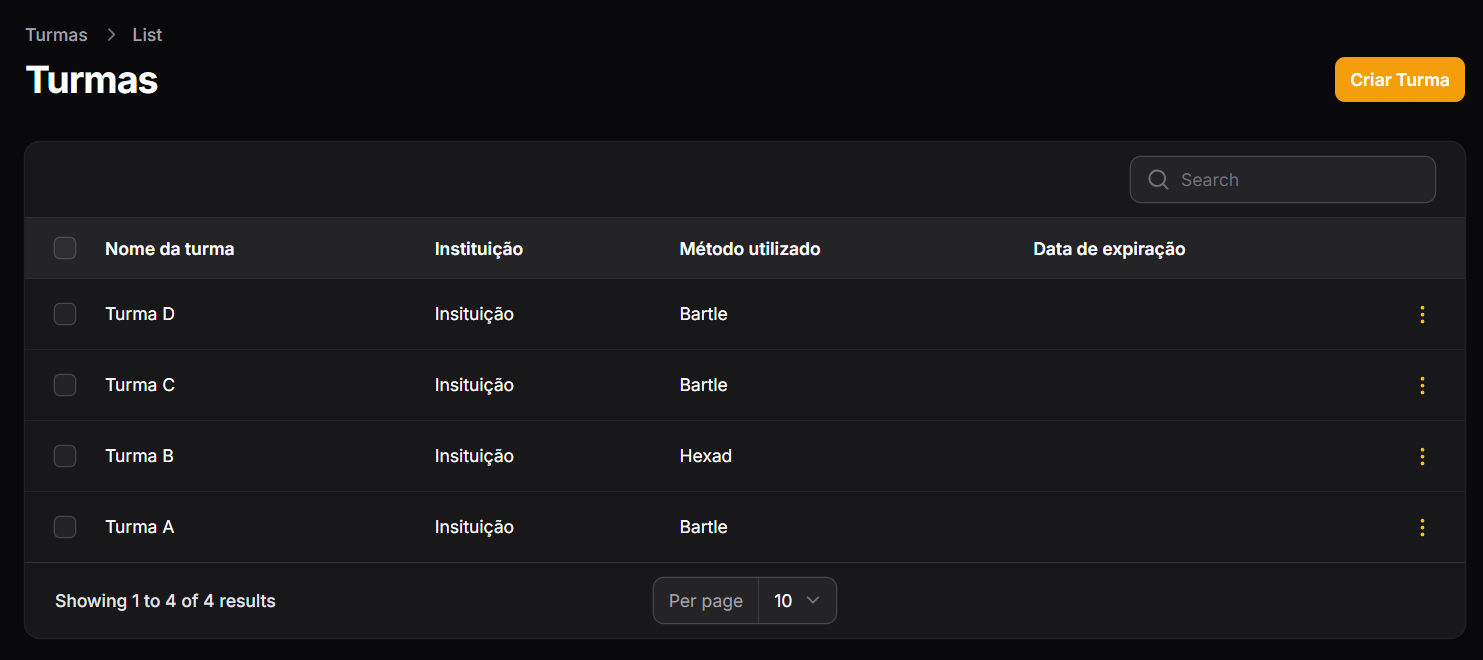 Turmas > List
Turmas
Criar Turma
Search
Nome da turma Instituição Método utilizado Data de expiração
Turma D Insituição Bartle
Turma C Insituição Bartle
Turma B Insituição Hexad
Turma A Insituição Bartle
Showing 1 to 4 of 4 results Per page 10